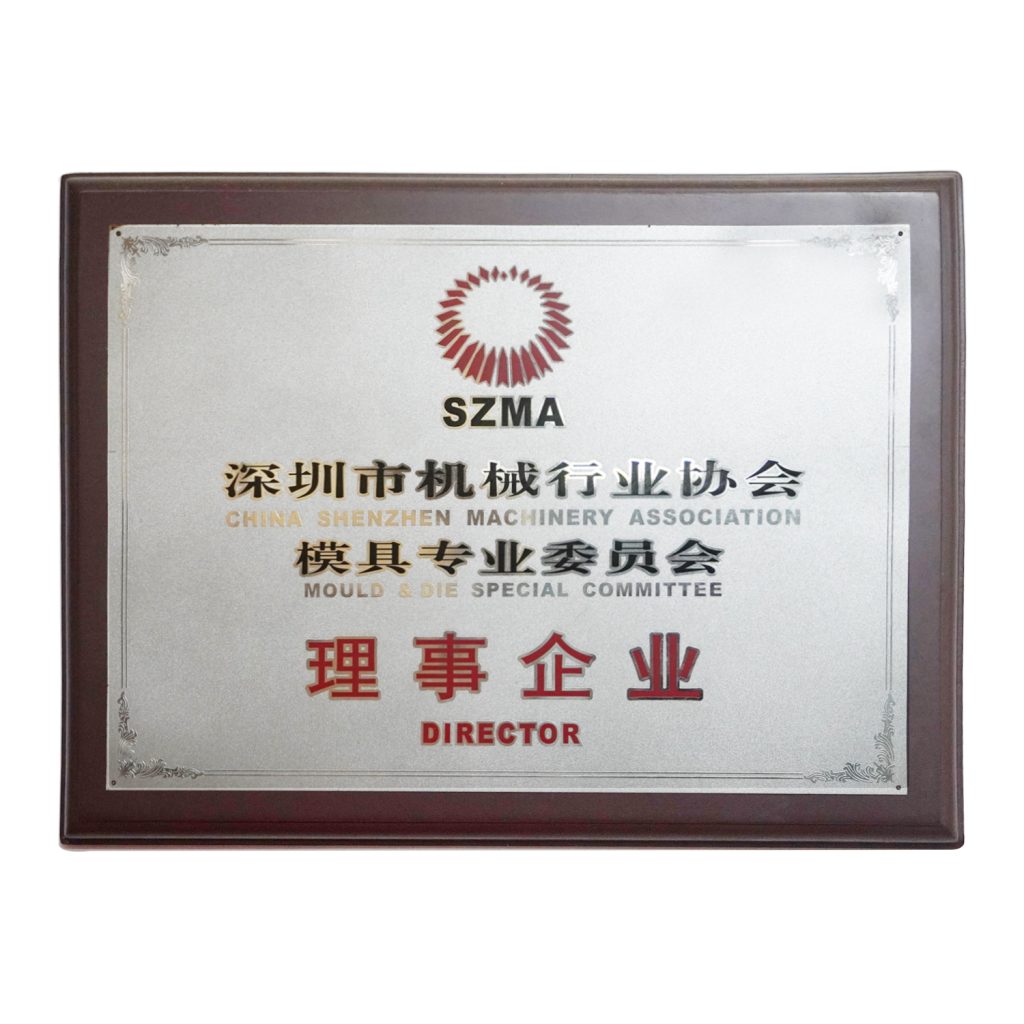 SZMA
深圳市机械行业协会
CHINA SHENZHEN MACHINERY ASSOCIATION
模具专业委员会
MOULD & DIE SPECIAL COMMITTEE
理事企业
DIRECTOR